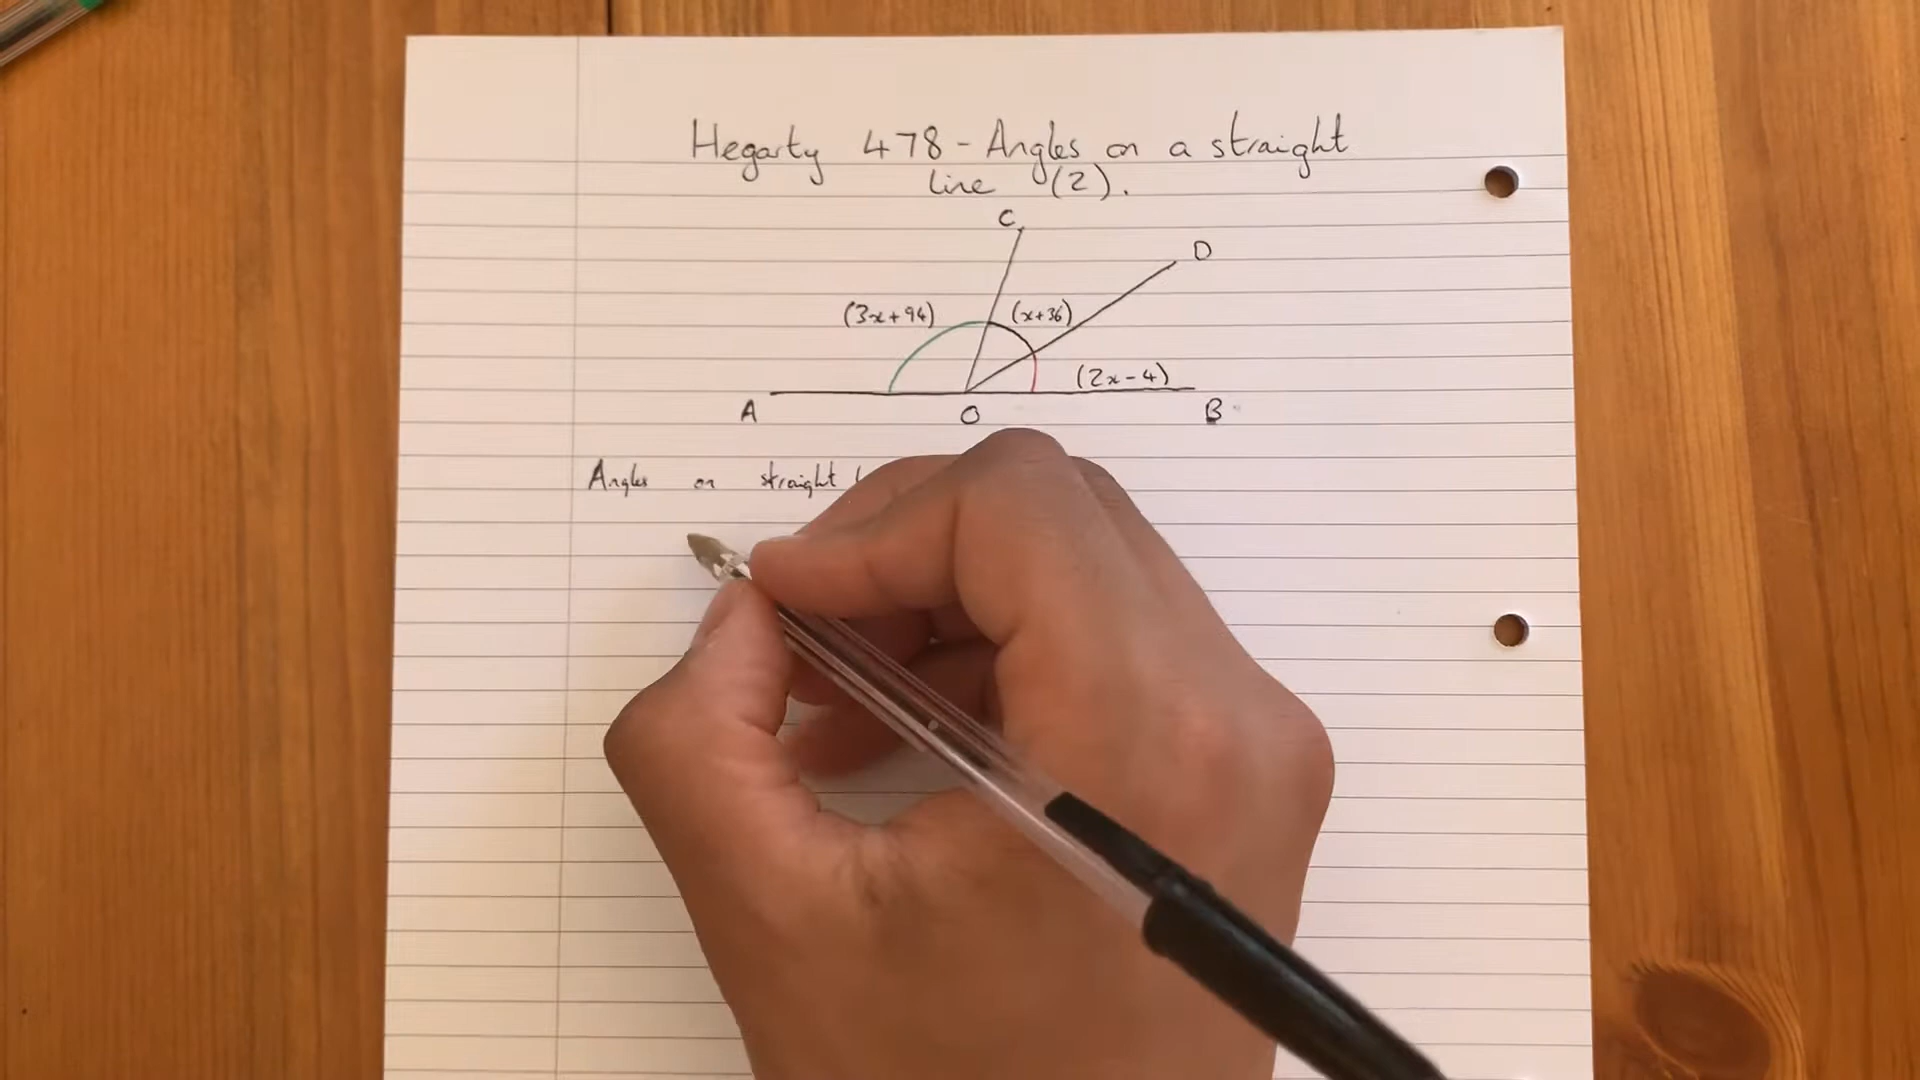 Hegarty 478 - Angles on a straight
line (2).
C
D
(3x+94)
(x+36)
(2x-4)
A
O
B
Angles on straight